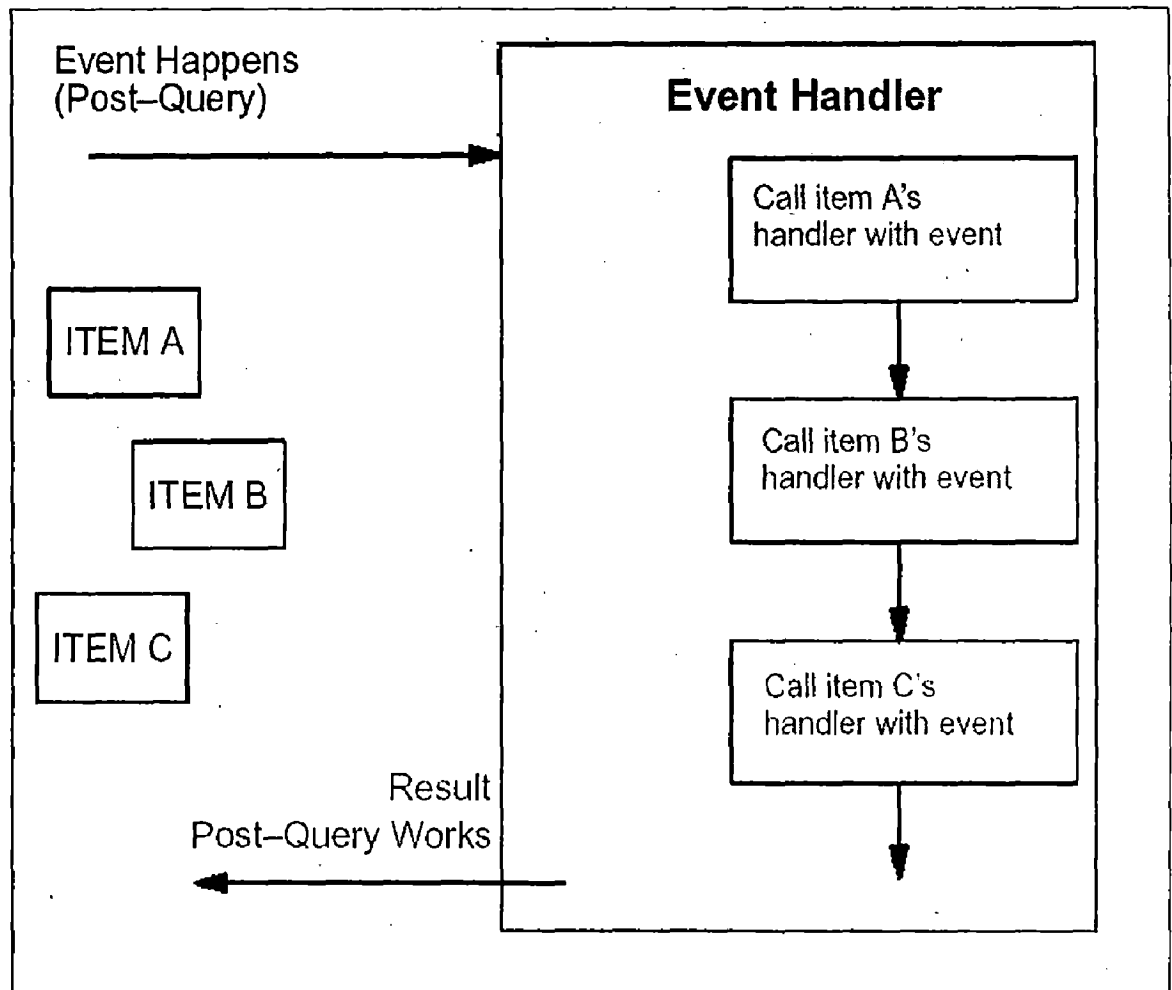 Event Happens
(Post–Query)
Event Handler
Call item A's
handler with event
ITEM A
Call item B's
handler with event
ITEM B
ITEM C
Call item C's
handler with event
Result
Post–Query Works